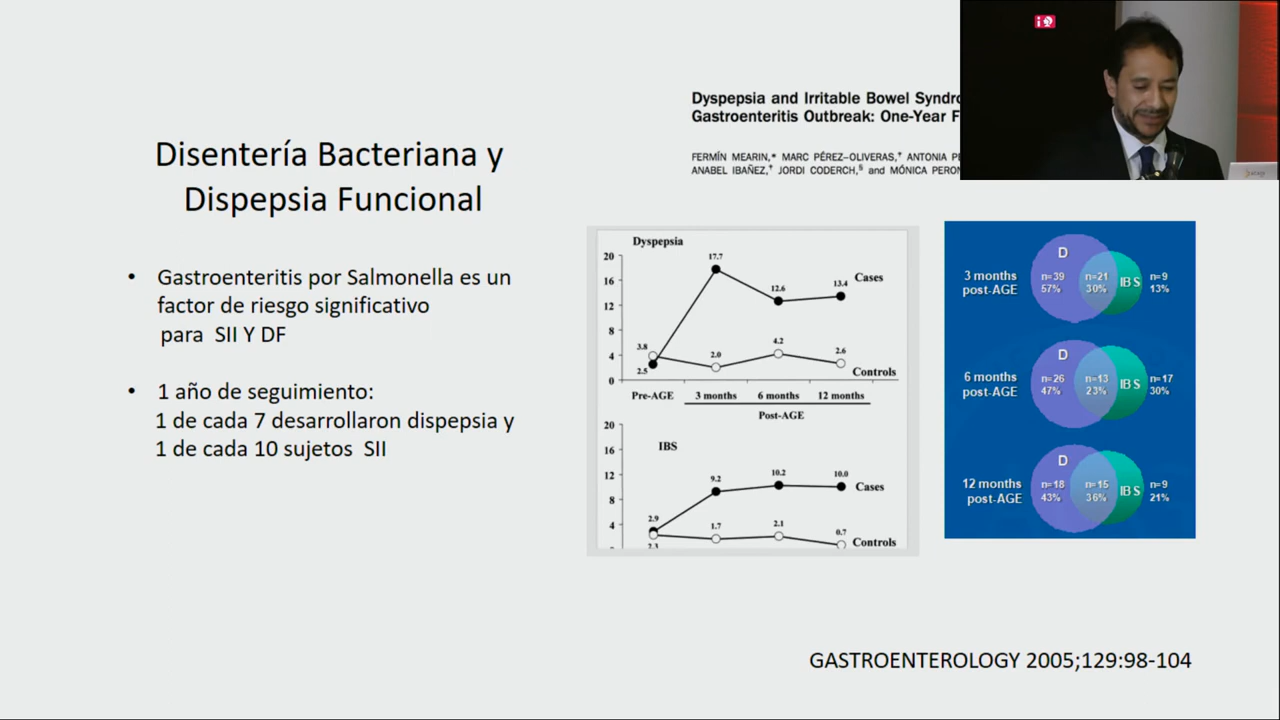 Disentería Bacteriana y
Dispepsia Funcional
• Gastroenteritis por Salmonella es un
factor de riesgo significativo
para SII Y DF
• 1 año de seguimiento:
1 de cada 7 desarrollaron dispepsia y
1 de cada 10 sujetos SII
Dyspepsia and Irritable Bowel Syndro
Gastroenteritis Outbreak: One-Year F
FERMÍN MEARIN,* MARC PÉREZ–OLIVERAS,† ANTONIA PE
ANABEL IBAÑEZ,† JORDI CODERCH,§ and MÓNICA PERON
Dyspepsia
20
16
12
8
4
0
17.7
12.6
13.4
Cases
3.8
2.5
2.0
4.2
2.6
Controls
Pre-AGE 3 months 6 months 12 months
Post-AGE
IBS
20
16
12
8
4
9.2
10.2
10.0
Cases
2.9
2.3
1.7
2.1
0.7
Controls
3 months
post-AGE
D
n=39
57%
n=21
30%
IBS
n=9
13%
6 months
post-AGE
D
n=26
47%
n=13
23%
IBS
n=17
30%
12 months
post-AGE
D
n=18
43%
n=15
36%
IBS
n=9
21%
GASTROENTEROLOGY 2005;129:98-104